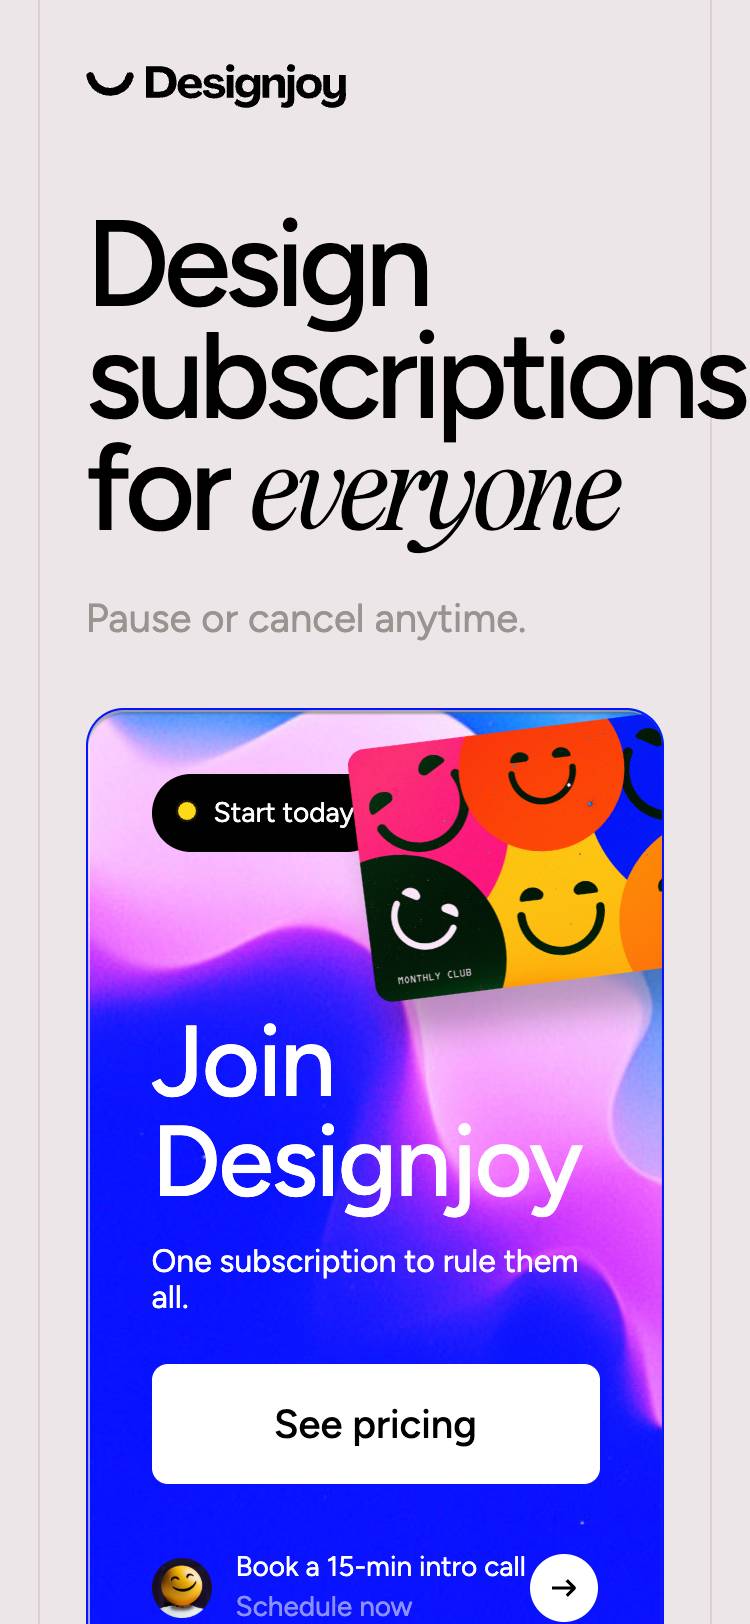 Designjoy
Design
subscriptions
for everyone
Pause or cancel anytime.
Start today
MONTHLY CLUB
Join
Designjoy
One subscription to rule them
all.
See pricing
Book a 15-min intro call
Schedule now